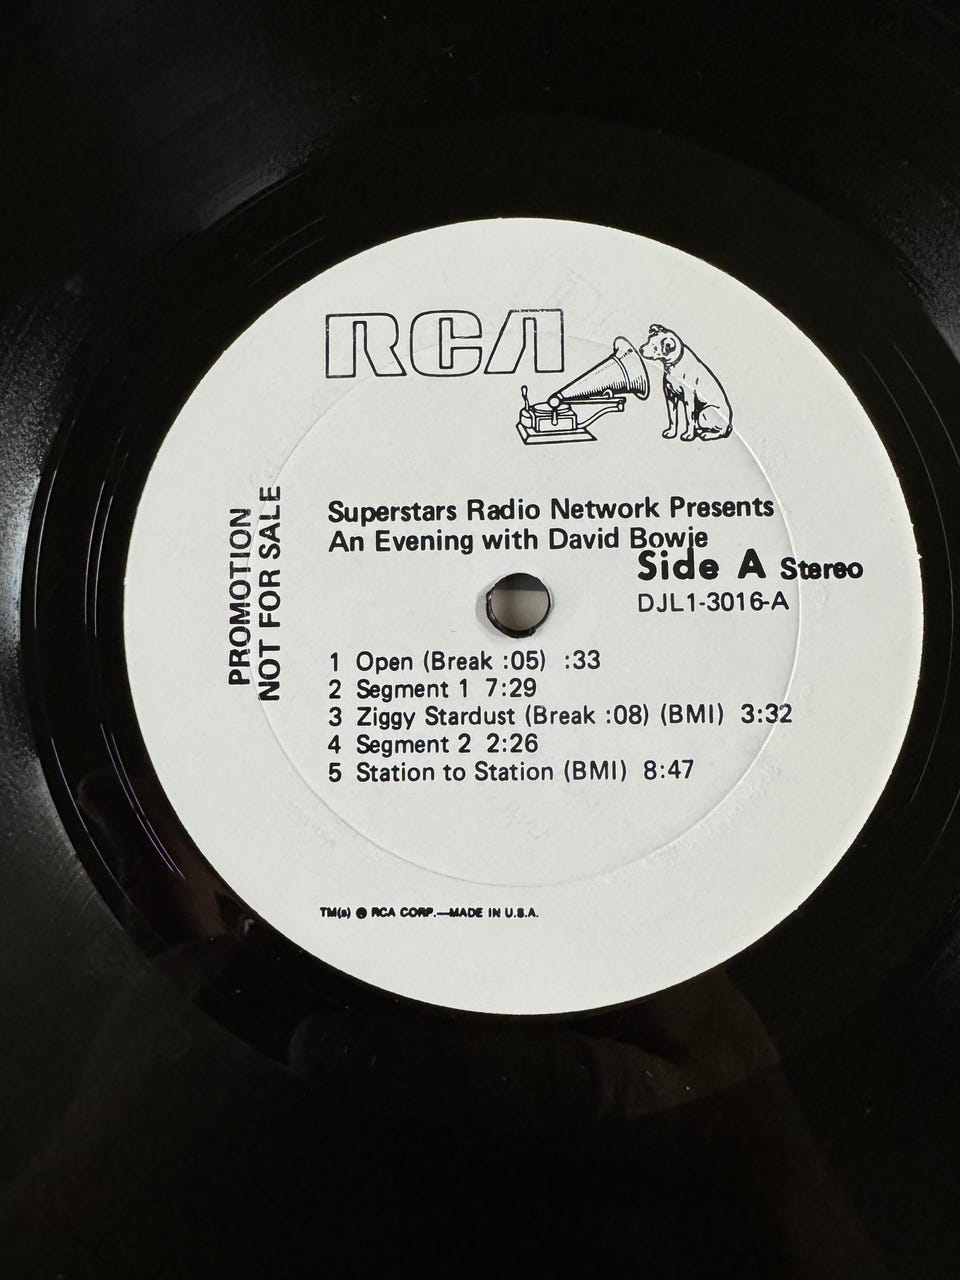 RCA
Superstars Radio Network Presents
An Evening with David Bowie
Side A Stereo
DJL1-3016-A
PROMOTION
NOT FOR SALE
1 Open (Break :05) :33
2 Segment 1 7:29
3 Ziggy Stardust (Break :08) (BMI) 3:32
4 Segment 2 2:26
5 Station to Station (BMI) 8:47
TM(s) ® RCA CORP.—MADE IN U.S.A.